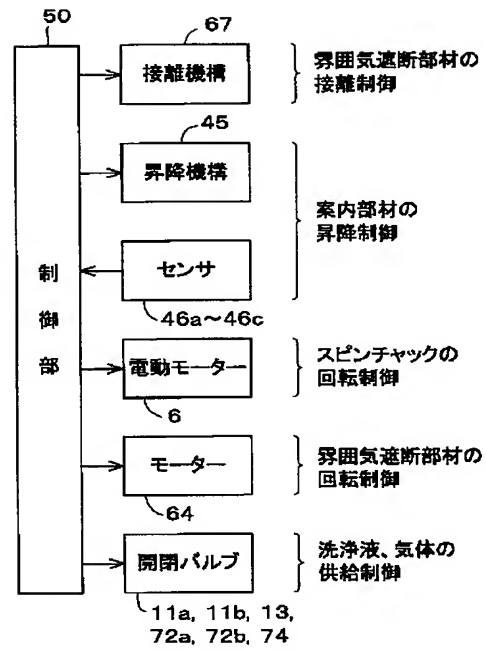 50
67
接離機構
雰囲気遮断部材の
接離制御
45
昇降機構
案内部材の
昇降制御
センサ
46a～46c
制御部
電動モーター
6
スピンチャックの
回転制御
モーター
64
雰囲気遮断部材の
回転制御
開閉バルブ
洗浄液、気体の
供給制御
11a, 11b, 13,
72a, 72b, 74